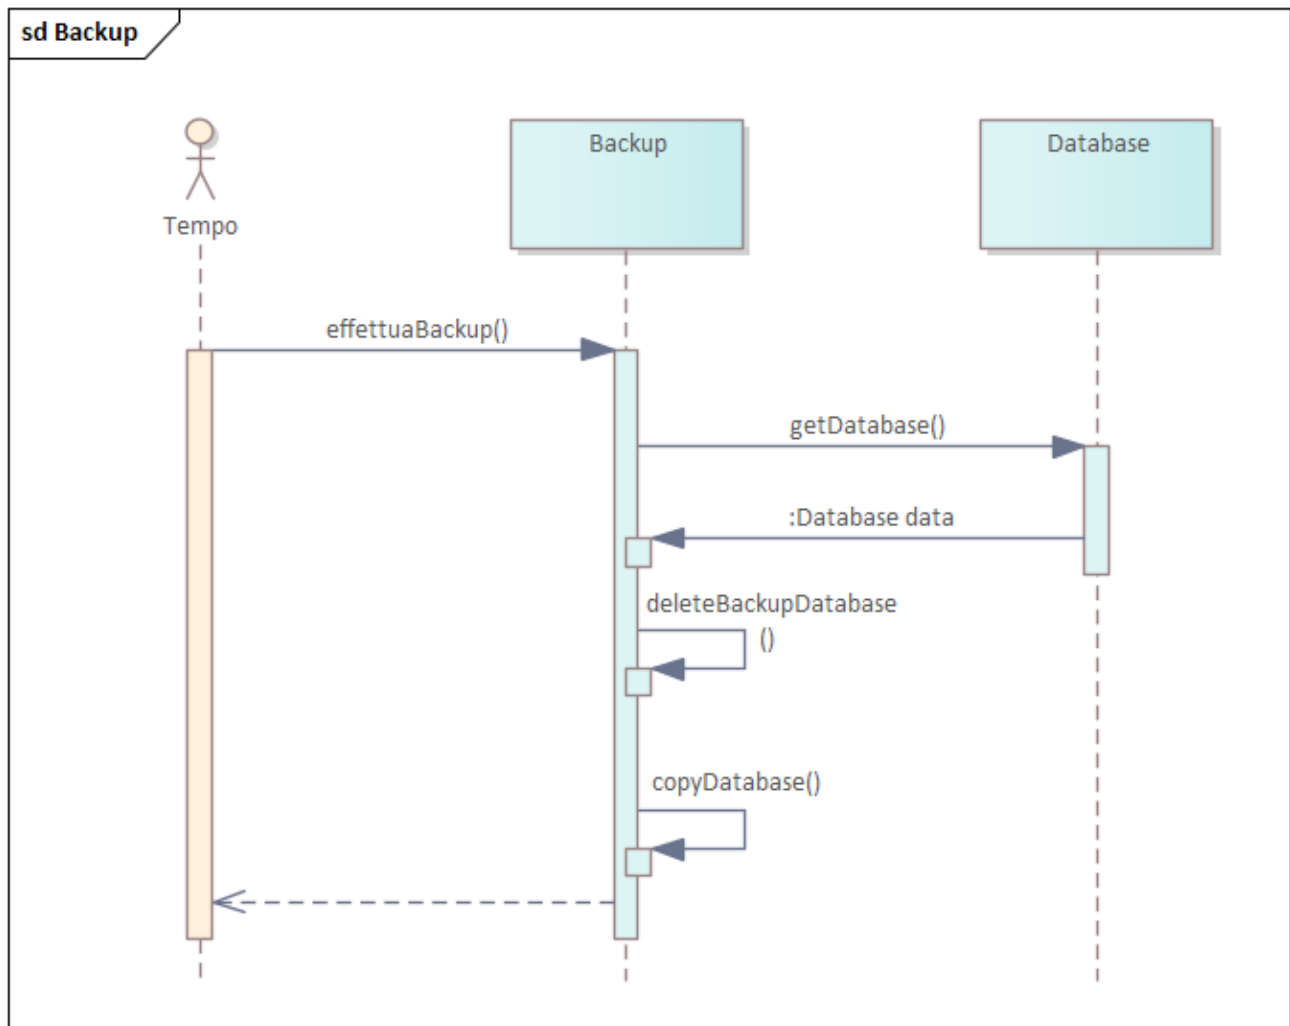 sd Backup
Backup
Database
Tempo
effettuaBackup()
getDatabase()
:Database data
deleteBackupDatabase
()
copyDatabase()